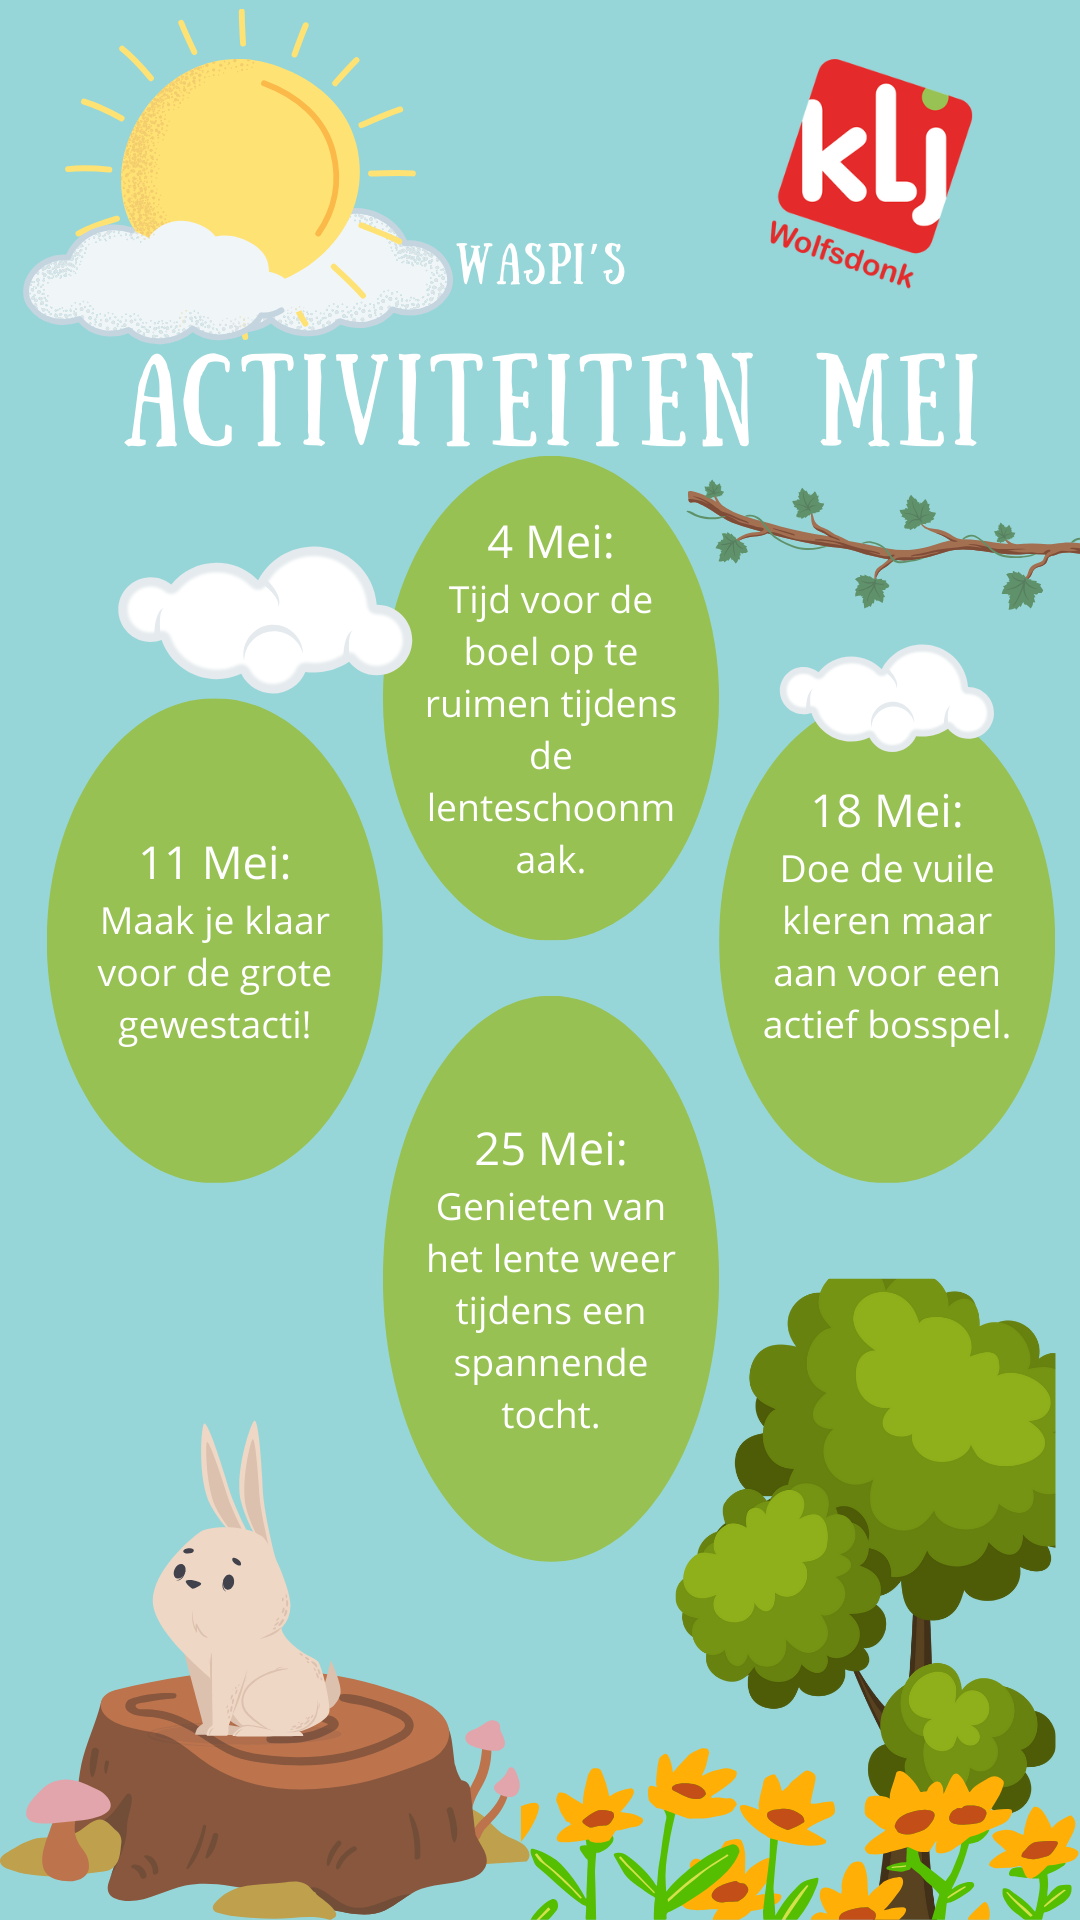 klj
Wolfsdonk
WASPI'S
ACTIVITEITEN MEI
4 Mei:
Tijd voor de
boel op te
ruimen tijdens
de
lenteschoonm
aak.
11 Mei:
Maak je klaar
voor de grote
gewestacti!
18 Mei:
Doe de vuile
kleren maar
aan voor een
actief bosspel.
25 Mei:
Genieten van
het lente weer
tijdens een
spannende
tocht.